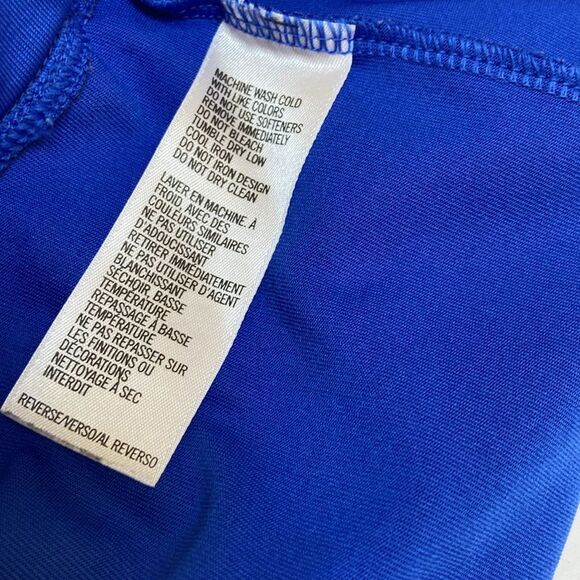 MACHINE WASH COLD
WITH LIKE COLORS
DO NOT USE SOFTENERS
REMOVE IMMEDIATELY
DO NOT BLEACH
TUMBLE DRY LOW
COOL IRON
DO NOT IRON DESIGN
DO NOT DRY CLEAN
LAVER EN MACHINE, À
FROID, AVEC DES
COULEURS SIMILAIRES
NE PAS UTILISER
D'ADOUCISSANT
RETIRER IMMÉDIATEMENT
NE PAS UTILISER D'AGENT
BLANCHISSANT
SÉCHOIR, BASSE
TEMPÉRATURE
REPASSAGE À BASSE
TEMPÉRATURE
NE PAS REPASSER SUR
LES FINITIONS OU
DÉCORATIONS
NETTOYAGE À SEC
INTERDIT
REVERSE/VERSO/AL REVERSO